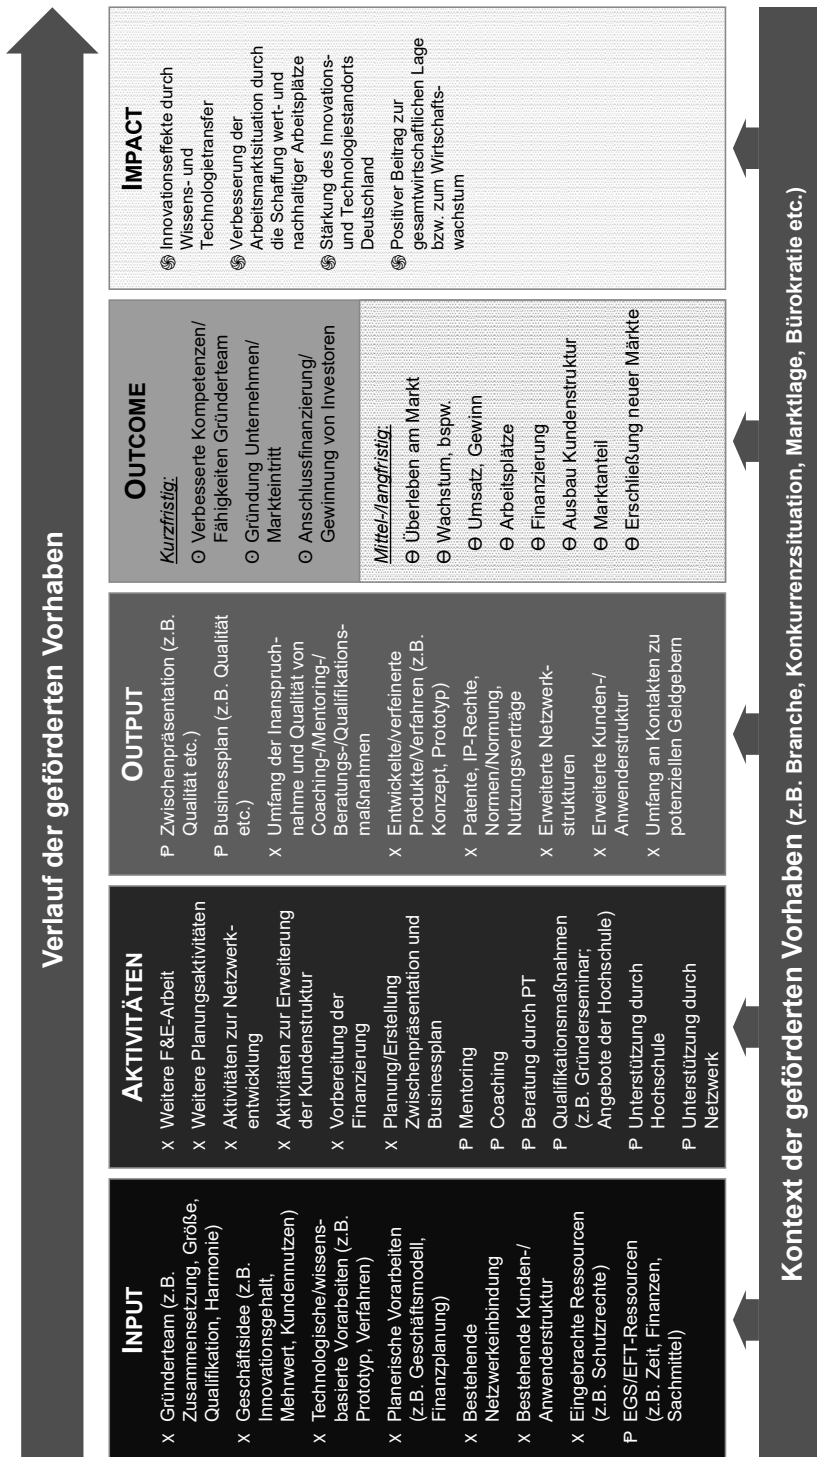 Verlauf der geförderten Vorhaben
INPUT
x Gründerteam (z.B.
Zusammensetzung, Größe,
Qualifikation, Harmonie)
x Geschäftsidee (z.B.
Innovationsgehalt,
Mehrwert, Kundennutzen)
x Technologische/wissens-
basierte Vorarbeiten (z.B.
Prototyp, Verfahren)
x Planerische Vorarbeiten
(z.B. Geschäftsmodell,
Finanzplanung)
x Bestehende
Netzwerkeinbindung
x Bestehende Kunden-/
Anwenderstruktur
x Eingebrachte Ressourcen
(z.B. Schutzrechte)
P EGS/EFT-Ressourcen
(z.B. Zeit, Finanzen,
Sachmittel)
AKTIVITÄTEN
x Weitere F&E-Arbeit
x Weitere Planungsaktivitäten
x Aktivitäten zur Netzwerk-
entwicklung
x Aktivitäten zur Erweiterung
der Kundenstruktur
x Vorbereitung der
Finanzierung
x Planung/Erstellung
Zwischenpräsentation und
Businessplan
P Mentoring
P Coaching
P Beratung durch PT
P Qualifikationsmaßnahmen
(z.B. Gründerseminar;
Angebote der Hochschule)
P Unterstützung durch
Hochschule
P Unterstützung durch
Netzwerk
OUTPUT
P Zwischenpräsentation (z.B.
Qualität etc.)
P Businessplan (z.B. Qualität
etc.)
x Umfang der Inanspruch-
nahme und Qualität von
Coaching-/Mentoring-/
Beratungs-/Qualifikations-
maßnahmen
x Entwickelte/verfeinerte
Produkte/Verfahren (z.B.
Konzept, Prototyp)
x Patente, IP-Rechte,
Normen/Normung,
Nutzungsverträge
x Erweiterte Netzwerk-
strukturen
x Erweiterte Kunden-/
Anwenderstruktur
x Umfang an Kontakten zu
potenziellen Geldgebern
OUTCOME
Kurzfristig:
⊙ Verbesserte Kompetenzen/
Fähigkeiten Gründerteam
⊙ Gründung Unternehmen/
Markteintritt
⊙ Anschlussfinanzierung/
Gewinnung von Investoren
Mittel-/langfristig:
⊖ Überleben am Markt
⊖ Wachstum, bspw.
⊖ Umsatz, Gewinn
⊖ Arbeitsplätze
⊖ Finanzierung
⊖ Ausbau Kundenstruktur
⊖ Marktanteil
⊖ Erschließung neuer Märkte
IMPACT
Innovationseffekte durch
Wissens- und
Technologietransfer
Verbesserung der
Arbeitsmarktsituation durch
die Schaffung wert- und
nachhaltiger Arbeitsplätze
Stärkung des Innovations-
und Technologiestandorts
Deutschland
Positiver Beitrag zur
gesamtwirtschaftlichen Lage
bzw. zum Wirtschafts-
wachstum
Kontext der geförderten Vorhaben (z.B. Branche, Konkurrenzsituation, Marktlage, Bürokratie etc.)